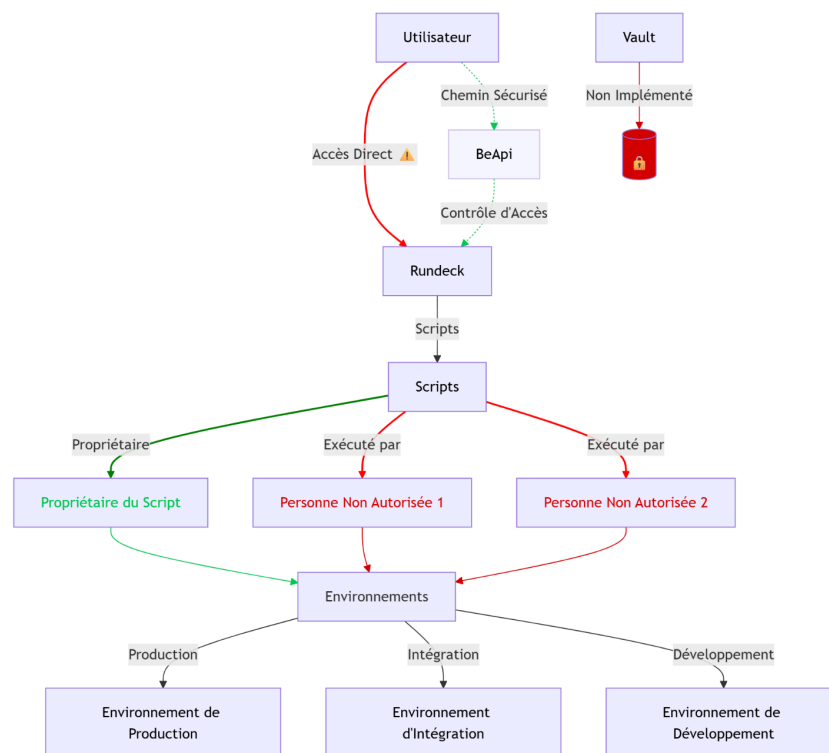 Utilisateur
Vault
Chemin Sécurisé
Non Implémenté
Accès Direct ⚠️
BeApi
🔒
Contrôle d'Accès
Rundeck
Scripts
Scripts
Propriétaire
Exécuté par
Exécuté par
Propriétaire du Script
Personne Non Autorisée 1
Personne Non Autorisée 2
Environnements
Production
Intégration
Développement
Environnement de
Production
Environnement
d'Intégration
Environnement de
Développement